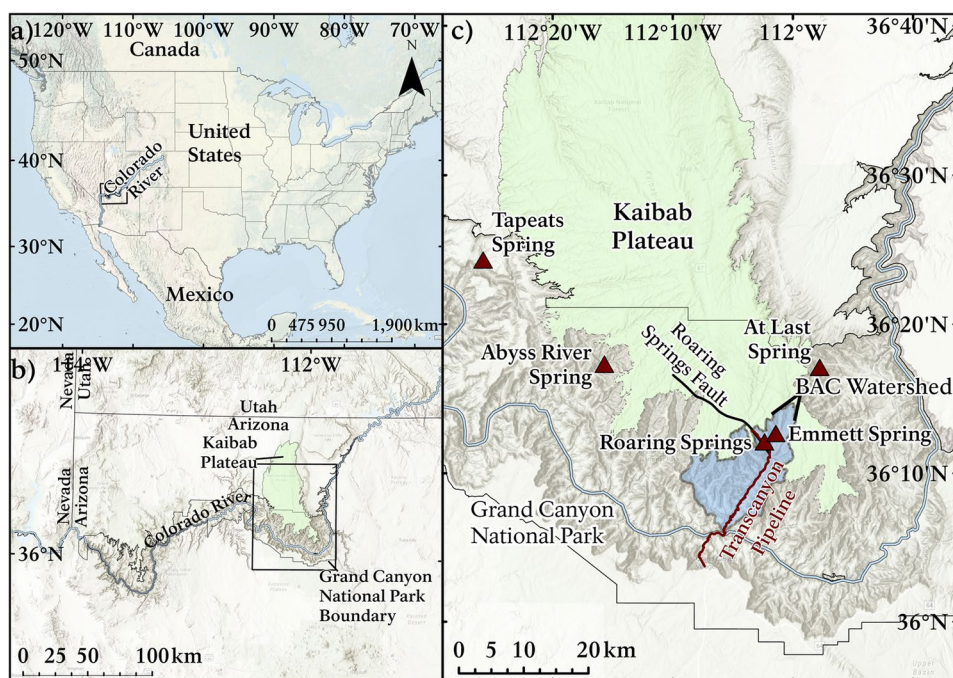 a)
120°W 110°W 100°W 90°W 80°W 70°W
N
Canada
50°N
United
States
40°N
Colorado
River
30°N
Mexico
20°N
0 475 950 1,900 km
b)
114°W 112°W
Nevada
Utah
Utah
Arizona
Kaibab
Plateau
Nevada
Arizona
Colorado River
36°N
Grand Canyon
National Park
Boundary
0 25 50 100 km
c)
112°20'W 112°10'W 112°W
36°40'N
36°30'N
Kaibab
Plateau
Tapeats
Spring
36°20'N
Roaring
Springs Fault
At Last
Spring
Abyss River
Spring
BAC Watershed
Roaring Springs
Emmett Spring
36°10'N
Grand Canyon
National Park
Transcanyon
Pipeline
36°N
0 5 10 20 km